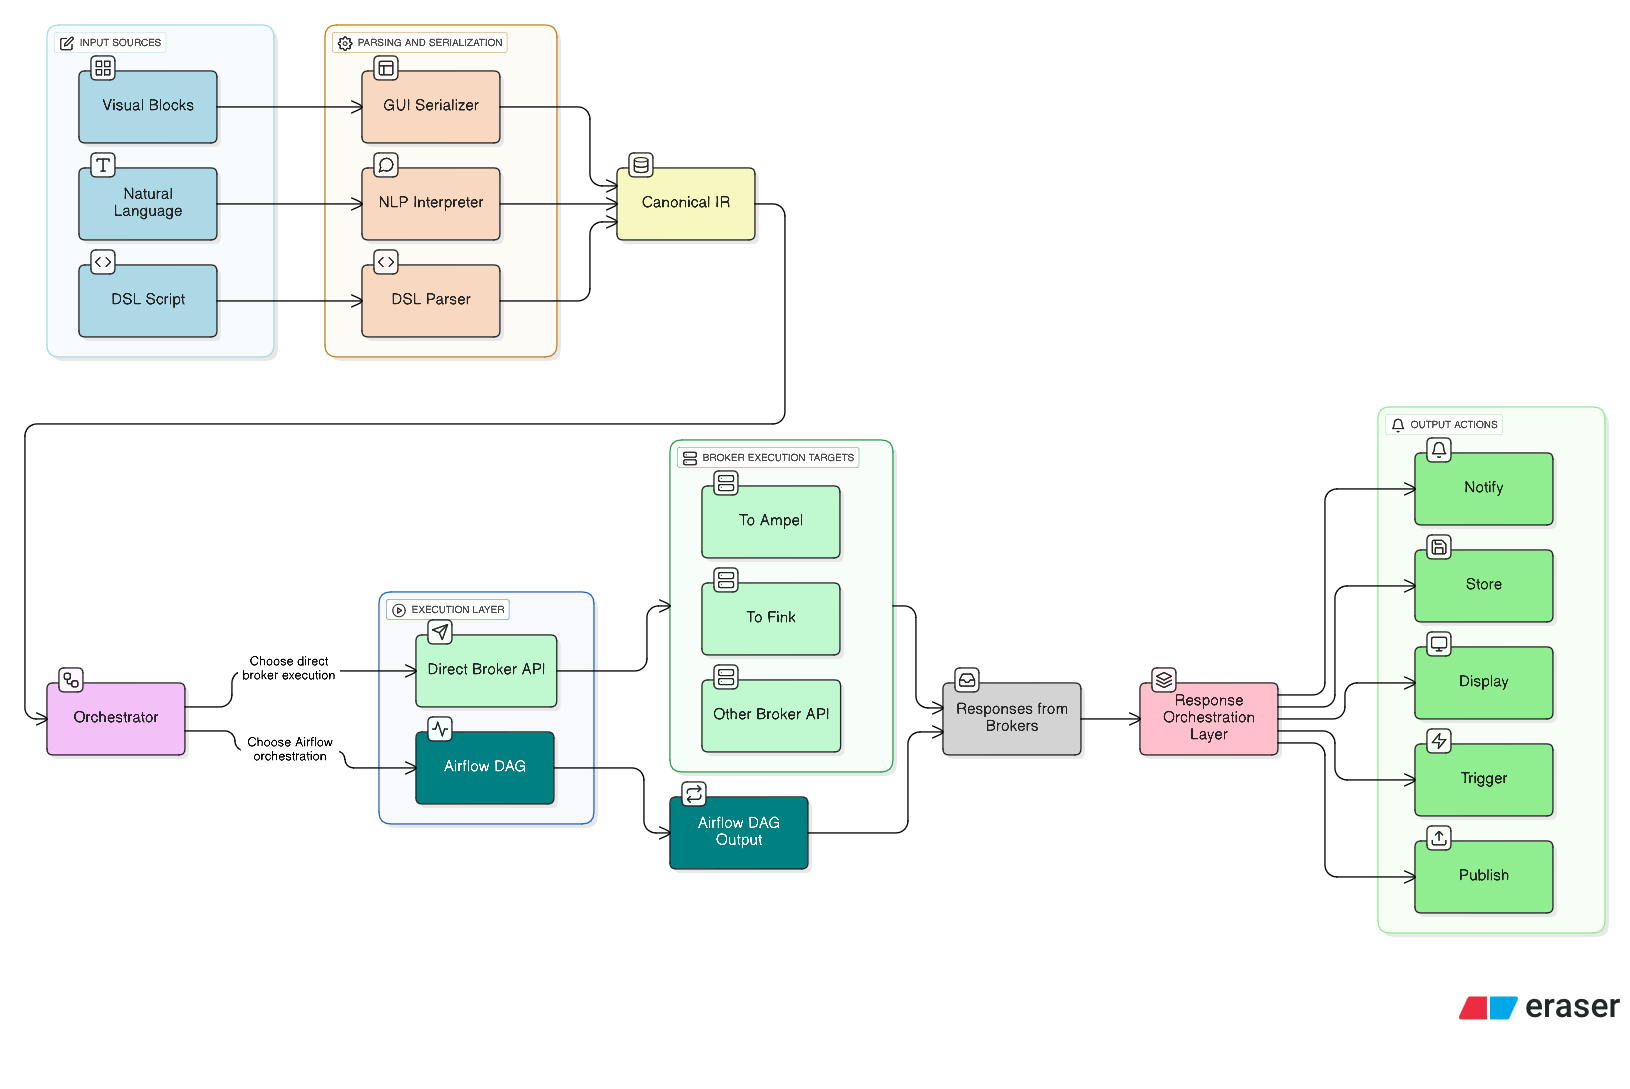 INPUT SOURCES
Visual Blocks
Natural
Language
DSL Script
PARSING AND SERIALIZATION
GUI Serializer
NLP Interpreter
DSL Parser
Canonical IR
Orchestrator
Choose direct
broker execution
Choose Airflow
orchestration
EXECUTION LAYER
Direct Broker API
Airflow DAG
BROKER EXECUTION TARGETS
To Ampel
To Fink
Other Broker API
Airflow DAG
Output
Responses from
Brokers
Response
Orchestration
Layer
OUTPUT ACTIONS
Notify
Store
Display
Trigger
Publish
eraser